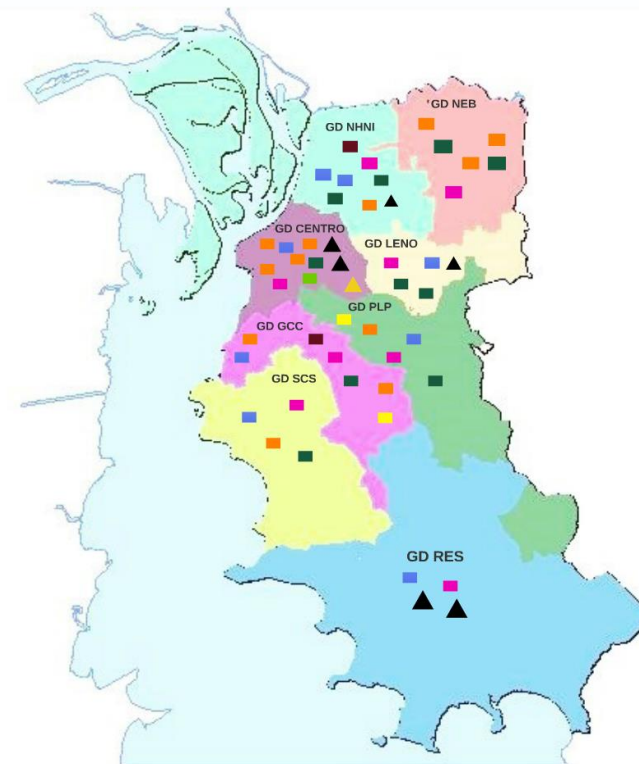 ' GD NEB
GD NHNI
GD CENTRO
GD LENO
GD PLP
GD GCC
GD SCS
GD RES